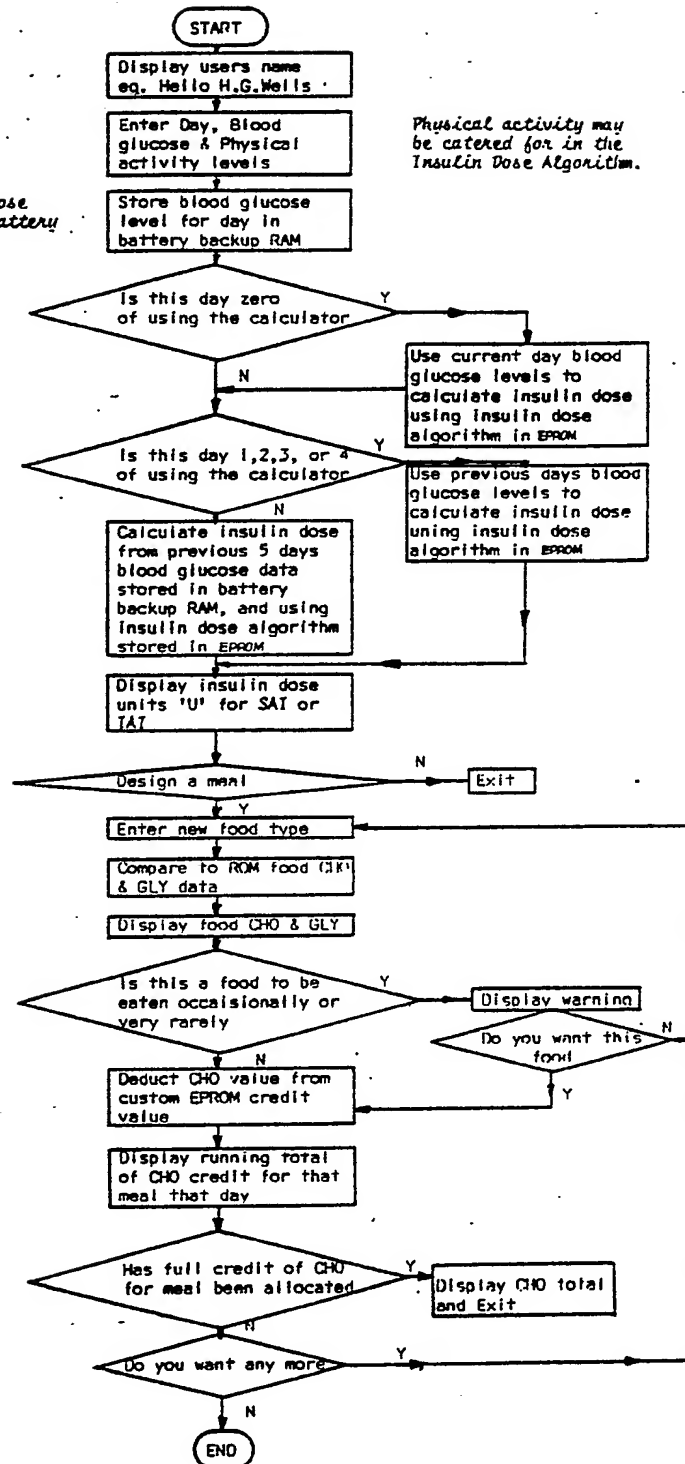 START
Display users name
eg. Hello H.G.Wells
Enter Day, Blood
glucose & Physical
activity levels
Physical activity may
be catered for in the
Insulin Dose Algorithm.
Store blood glucose
level for day in
battery backup RAM
ose
attery
Is this day zero
of using the calculator
Y
N
Use current day blood
glucose levels to
calculate insulin dose
using insulin dose
algorithm in EPROM
Is this day 1,2,3, or 4
of using the calculator
Y
N
Use previous days blood
glucose levels to
calculate insulin dose
uning insulin dose
algorithm in EPROM
Calculate insulin dose
from previous 5 days
blood glucose data
stored in battery
backup RAM, and using
insulin dose algorithm
stored in EPROM
Display insulin dose
units 'U' for SAI or
IAI
Design a meal
N
Exit
Y
Enter new food type
Compare to ROM food
& GLY data
Display food CHO & GLY
Is this a food to be
eaten occaisionally or
very rarely
Y
Display warning
N
Do you want this
food
N
Y
Deduct CHO value from
custom EPROM credit
value
Display running total
of CHO credit for that
meal that day
Has full credit of CHO
for meal been allocated
Y
Display CHO total
and Exit
N
Do you want any more
Y
N
END